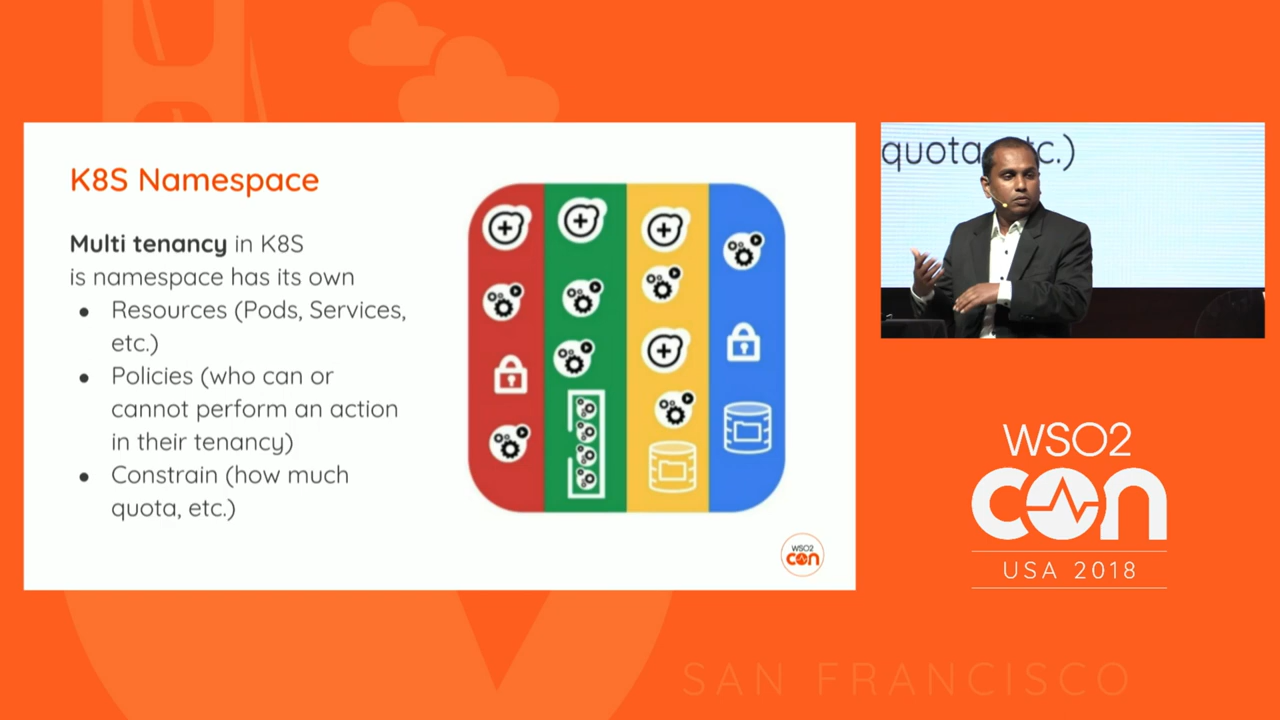 K8S Namespace
Multi tenancy in K8S
is namespace has its own
● Resources (Pods, Services,
etc.)
● Policies (who can or
cannot perform an action
in their tenancy)
● Constrain (how much
quota, etc.)
WSO2
con
quota, etc.)
WSO2
con
USA 2018
SAN FRANCISCO